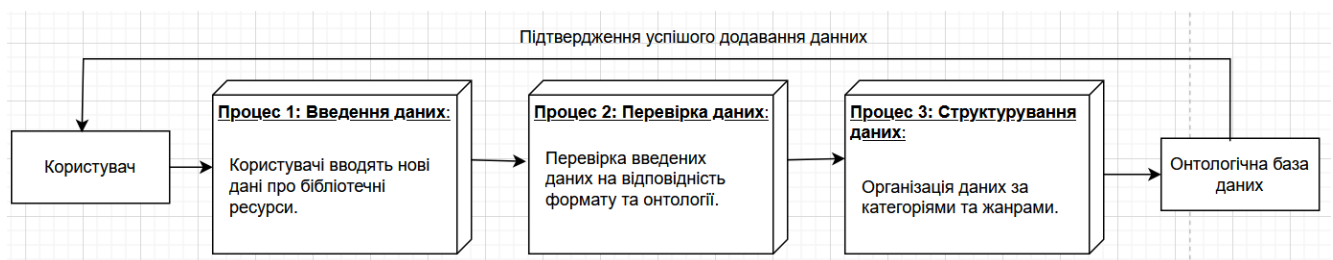 Підтвердження успішого додавання данних
Користувач
Процес 1: Введення даних:
Користувачі вводять нові
дані про бібліотечні
ресурси.
Процес 2: Перевірка даних:
Перевірка введених
даних на відповідність
формату та онтології.
Процес 3: Структурування
даних:
Організація даних за
категоріями та жанрами.
Онтологічна база
даних